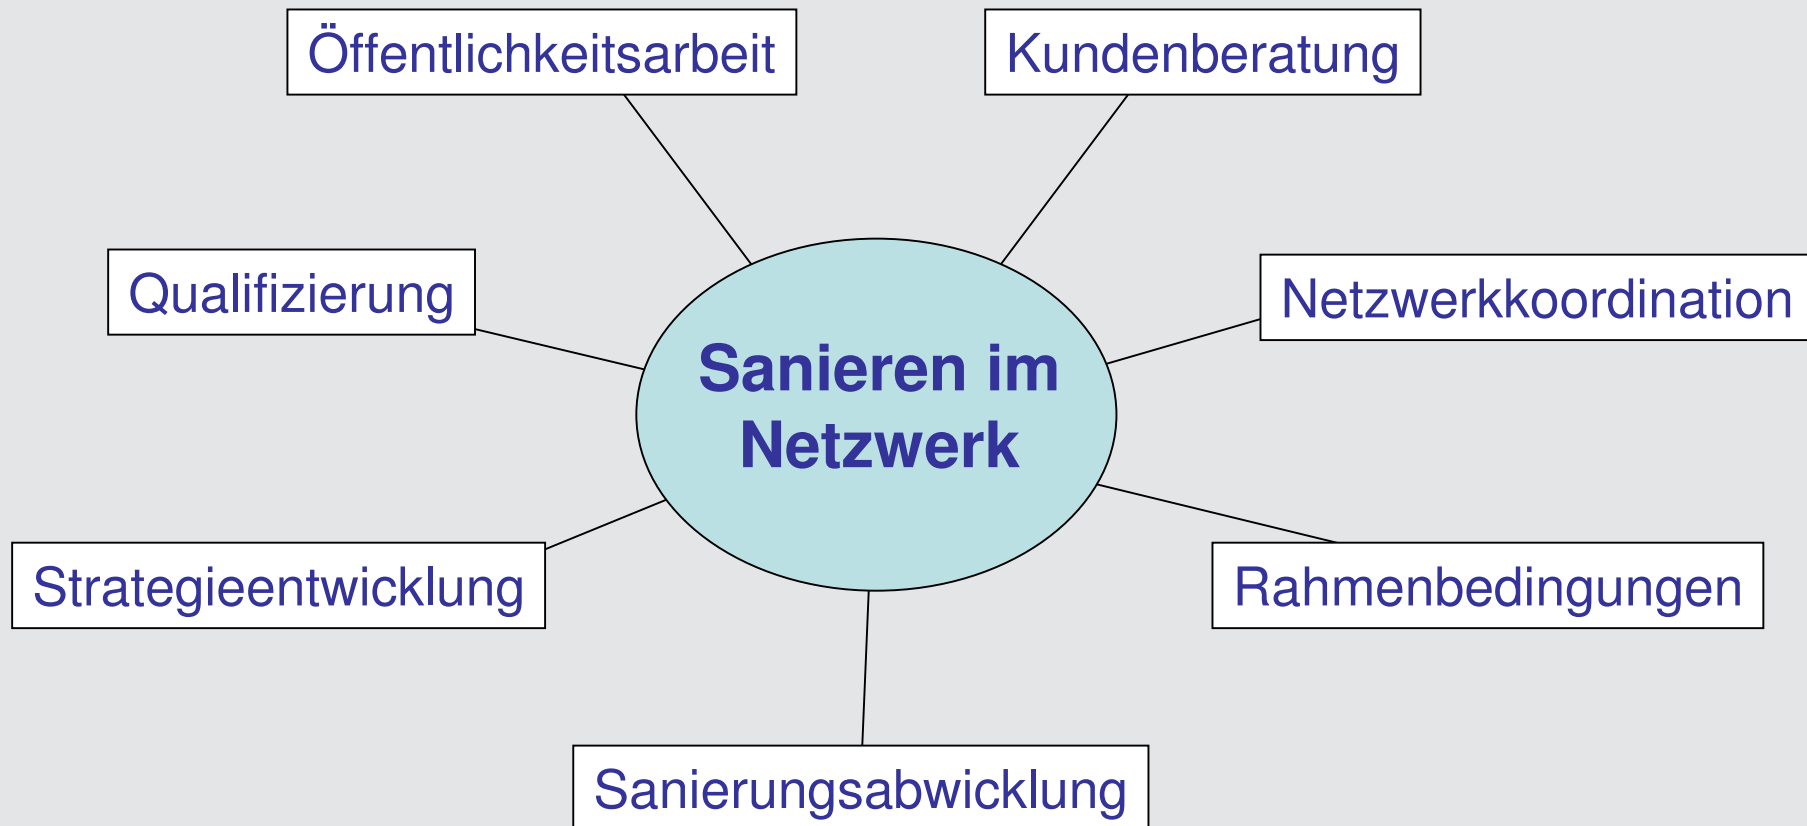 Öffentlichkeitsarbeit
Kundenberatung
Qualifizierung
Netzwerkkoordination
Sanieren im
Netzwerk
Strategieentwicklung
Rahmenbedingungen
Sanierungsabwicklung